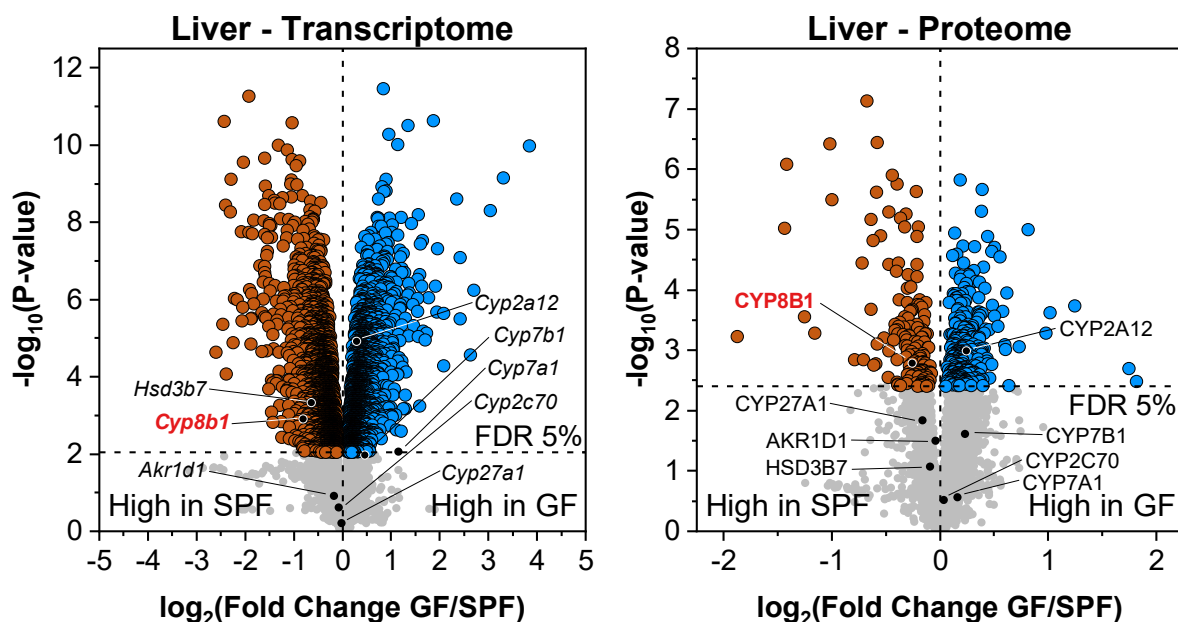 Liver - Transcriptome
12
10
8
6
4
2
0
-log10(P-value)
Cyp2a12
Cyp7b1
Hsd3b7
Cyp7a1
Cyp8b1
Cyp2c70
FDR 5%
Akr1d1
Cyp27a1
High in SPF
High in GF
-5 -4 -3 -2 -1 0 1 2 3 4 5
log2(Fold Change GF/SPF)
Liver - Proteome
8
7
6
5
4
3
2
1
0
-log10(P-value)
CYP8B1
CYP2A12
CYP27A1
FDR 5%
AKR1D1
CYP7B1
HSD3B7
CYP2C70
CYP7A1
High in SPF
High in GF
-2 -1 0 1 2
log2(Fold Change GF/SPF)